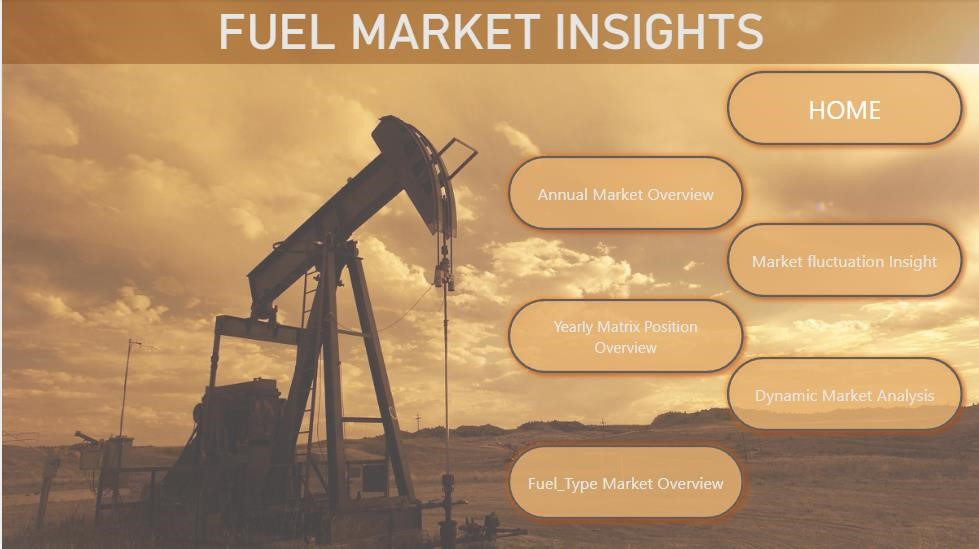 FUEL MARKET INSIGHTS
HOME
Annual Market Overview
Market fluctuation Insight
Yearly Matrix Position
Overview
Dynamic Market Analysis
Fuel_Type Market Overview